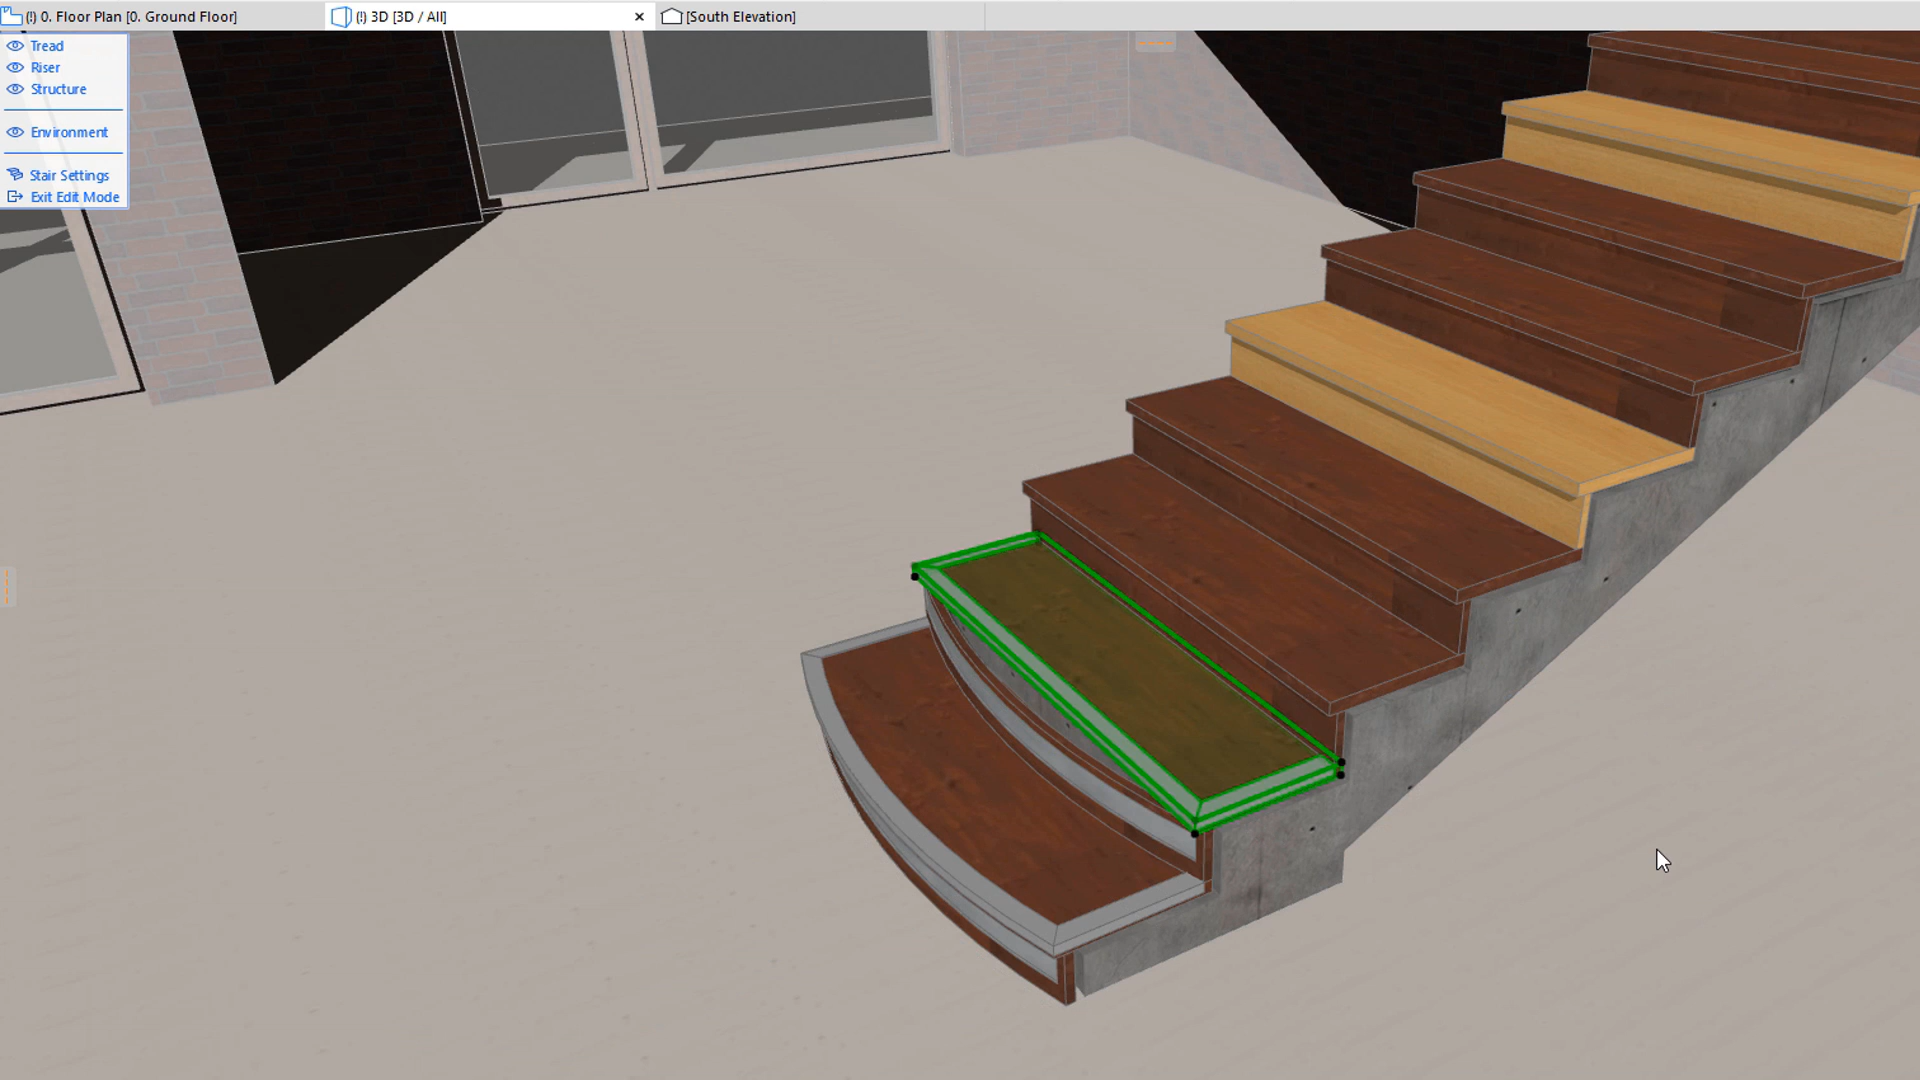 (!) 0. Floor Plan [0. Ground Floor]
(!) 3D [3D / All]
[South Elevation]
Tread
Riser
Structure
Environment
Stair Settings
Exit Edit Mode